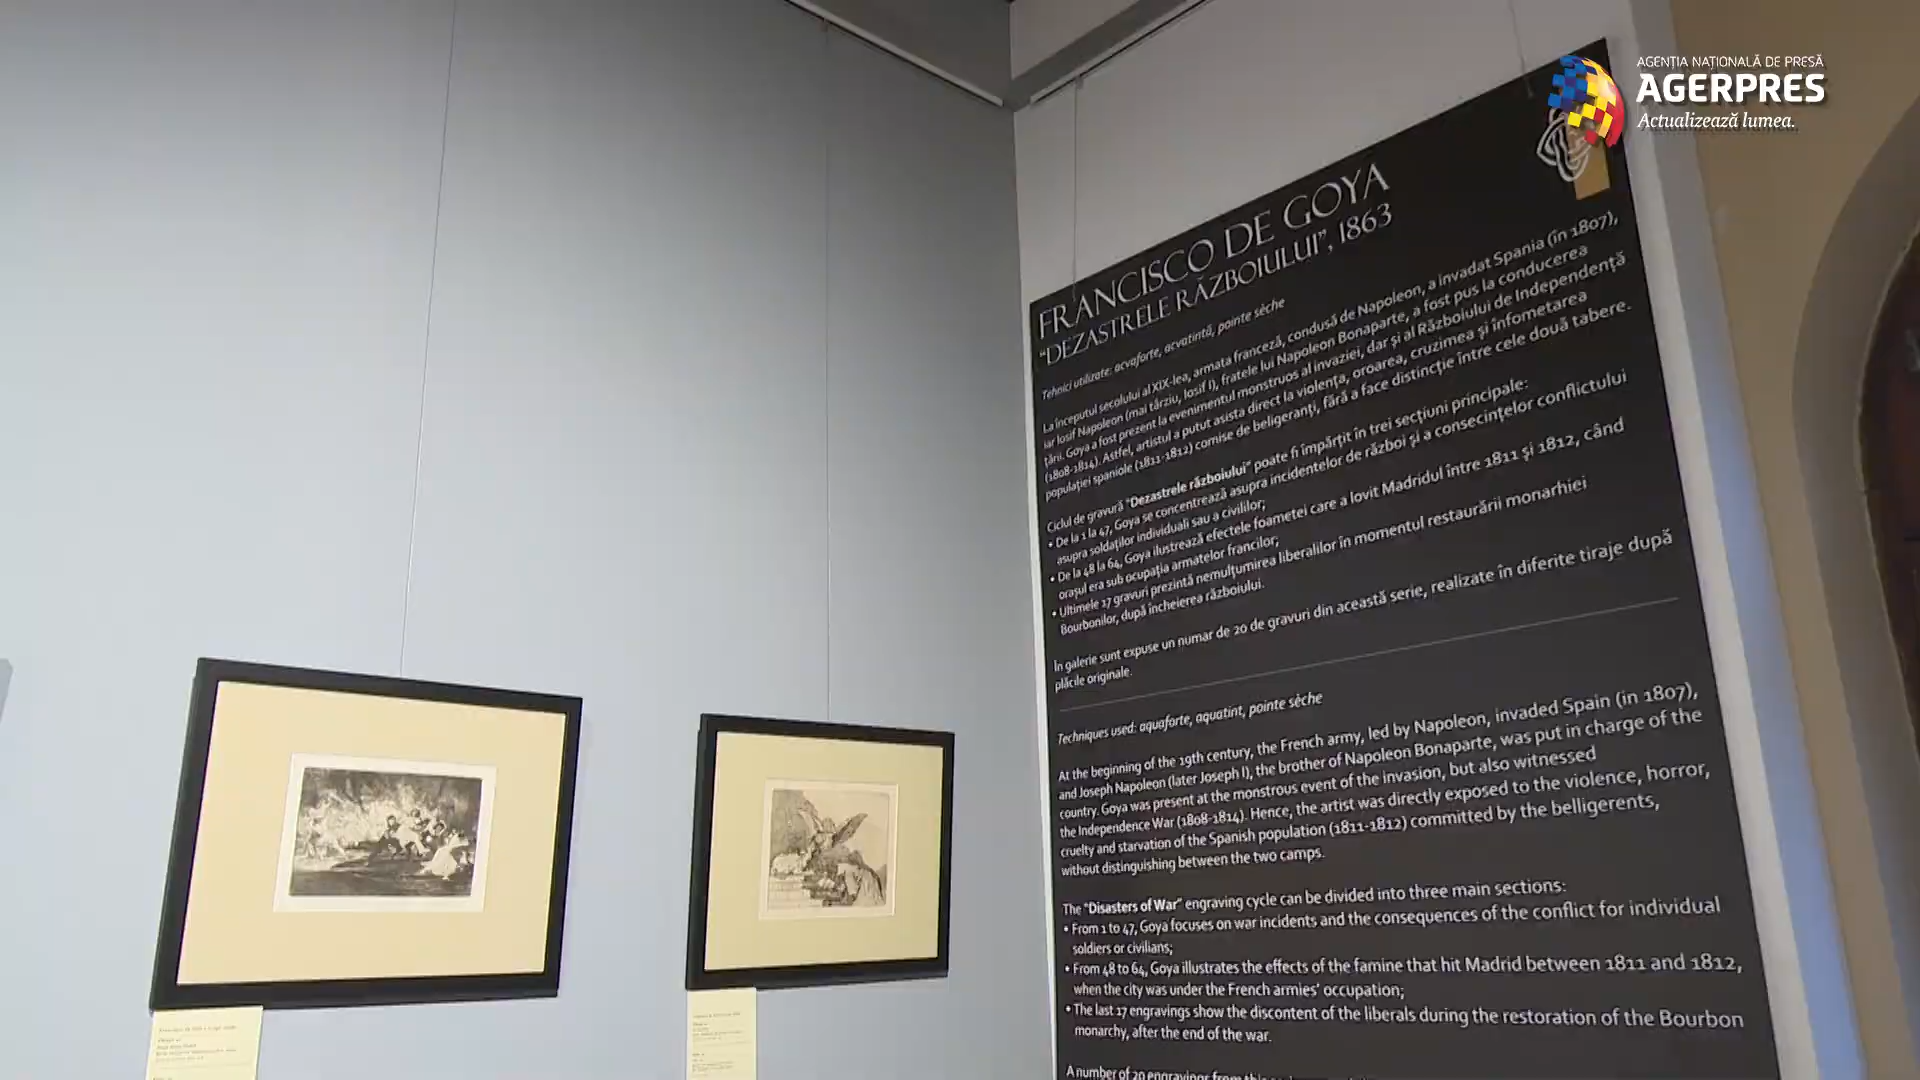 AGENȚIA NAȚIONALĂ DE PRESĂ
AGERPRES
Actualizează lumea.
FRANCISCO DE GOYA
"DEZASTRELE RĂZBOIULUI", 1863
Tehnici utilizate: acvaforte, acvatintă, pointe sèche
La începutul secolului al XIX-lea, armata franceză, condusă de Napoleon, a invadat Spania (în 1807),
iar Iosif Napoleon (mai târziu, Iosif I), fratele lui Napoleon Bonaparte, a fost pus la conducerea
țării. Goya a fost prezent la evenimentul monstruos al invaziei, dar și al Războiului de Independență
(1808-1814). Astfel, artistul a putut asista direct la violența, oroarea, cruzimea și înfometarea
populației spaniole (1811-1812) comise de beligeranți, fără a face distincție între cele două tabere.
Ciclul de gravură "Dezastrele războiului" poate fi împărțit în trei secțiuni principale:
• De la 1 la 47, Goya se concentrează asupra incidentelor de război și a consecințelor conflictului
asupra soldaților individuali sau a civililor;
• De la 48 la 64, Goya ilustrează efectele foametei care a lovit Madridul între 1811 și 1812, când
orașul era sub ocupația armatelor francilor;
• Ultimele 17 gravuri prezintă nemulțumirea liberalilor în momentul restaurării monarhiei
Bourbonilor, după încheierea războiului.
În galerie sunt expuse un numar de 20 de gravuri din această serie, realizate în diferite tiraje după
plăcile originale.
Techniques used: aquaforte, aquatint, pointe sèche
At the beginning of the 19th century, the French army, led by Napoleon, invaded Spain (in 1807),
and Joseph Napoleon (later Joseph I), the brother of Napoleon Bonaparte, was put in charge of the
country. Goya was present at the monstrous event of the invasion, but also witnessed
the Independence War (1808-1814). Hence, the artist was directly exposed to the violence, horror,
cruelty and starvation of the Spanish population (1811-1812) committed by the belligerents,
without distinguishing between the two camps.
The "Disasters of War" engraving cycle can be divided into three main sections:
• From 1 to 47, Goya focuses on war incidents and the consequences of the conflict for individual
soldiers or civilians;
• From 48 to 64, Goya illustrates the effects of the famine that hit Madrid between 1811 and 1812,
when the city was under the French armies' occupation;
• The last 17 engravings show the discontent of the liberals during the restoration of the Bourbon
monarchy, after the end of the war.
A number of 20 engravings from this